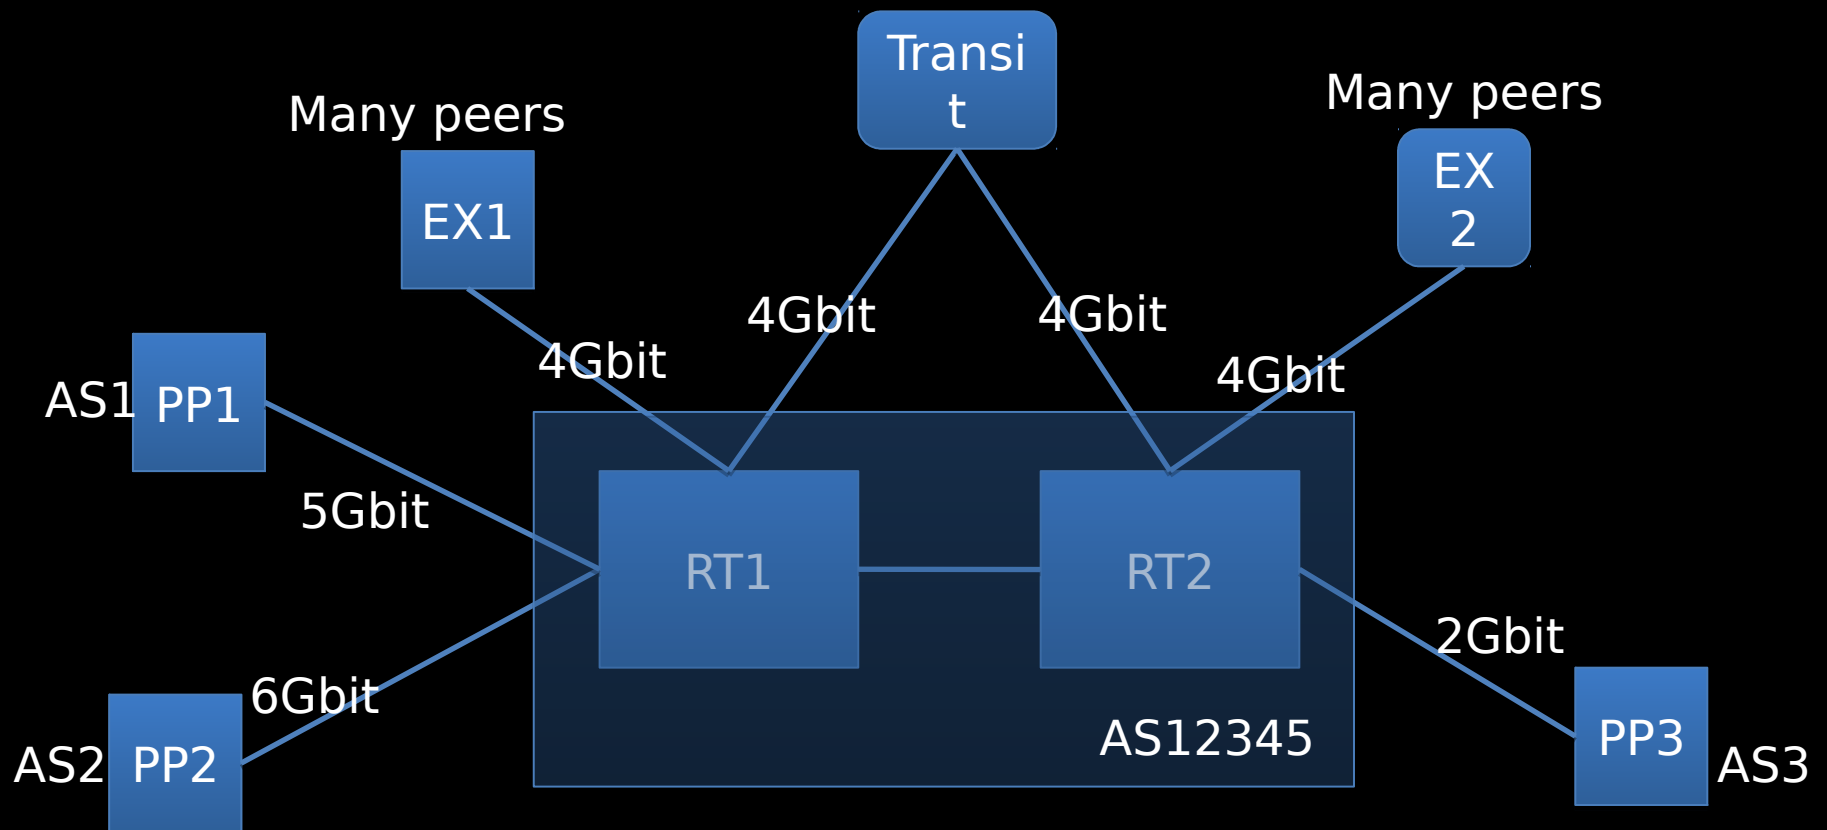 Transi
t
Many peers
Many peers
EX1
EX
2
4Gbit
4Gbit
4Gbit
4Gbit
AS1
PP1
5Gbit
RT1
RT2
2Gbit
6Gbit
AS12345
PP3
AS3
AS2
PP2